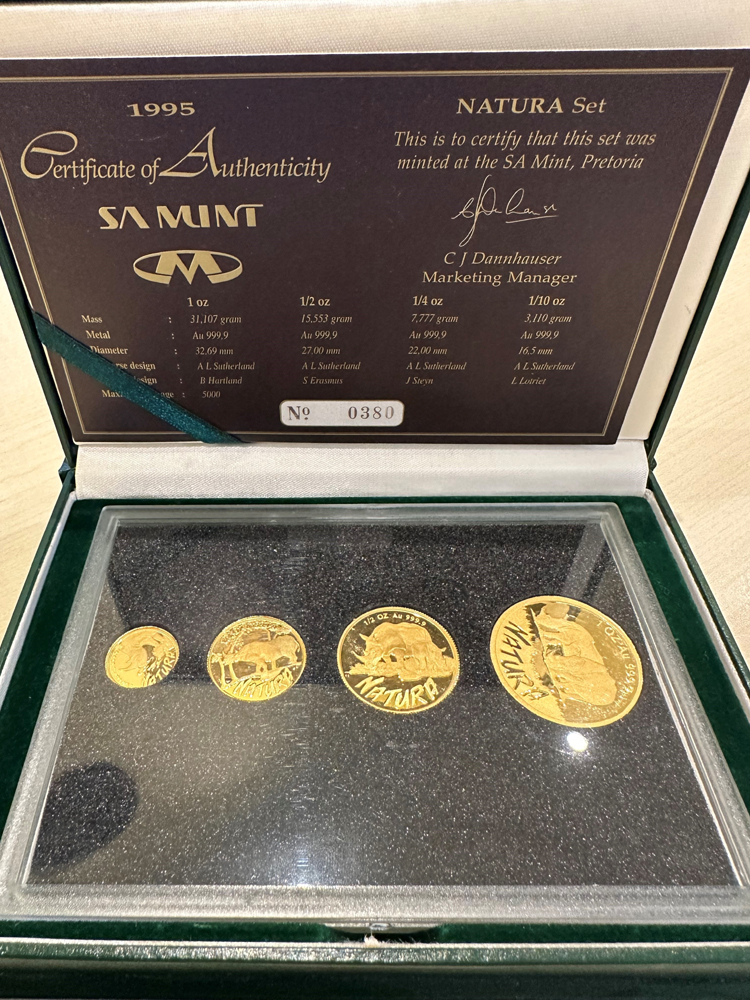 1995
Certificate of Authenticity
SA MINT
NATURA Set
This is to certify that this set was
minted at the SA Mint, Pretoria
C J Dannhauser
Marketing Manager
1 oz 1/2 oz 1/4 oz 1/10 oz
Mass : 31,107 gram 15,553 gram 7,777 gram 3,110 gram
Metal : Au 999,9 Au 999,9 Au 999,9 Au 999,9
Diameter : 32,69 mm 27.00 mm 22,00 mm 16.5 mm
: A L Sutherland A L Sutherland A L Sutherland A L Sutherland
: B Hartland S Erasmus J Steyn L Lotriet
: 5000
Nº 0380
NATURA
NATURA
1/2 OZ Au 999.9
NATURA
1 OZ Au 999.9
NATURA